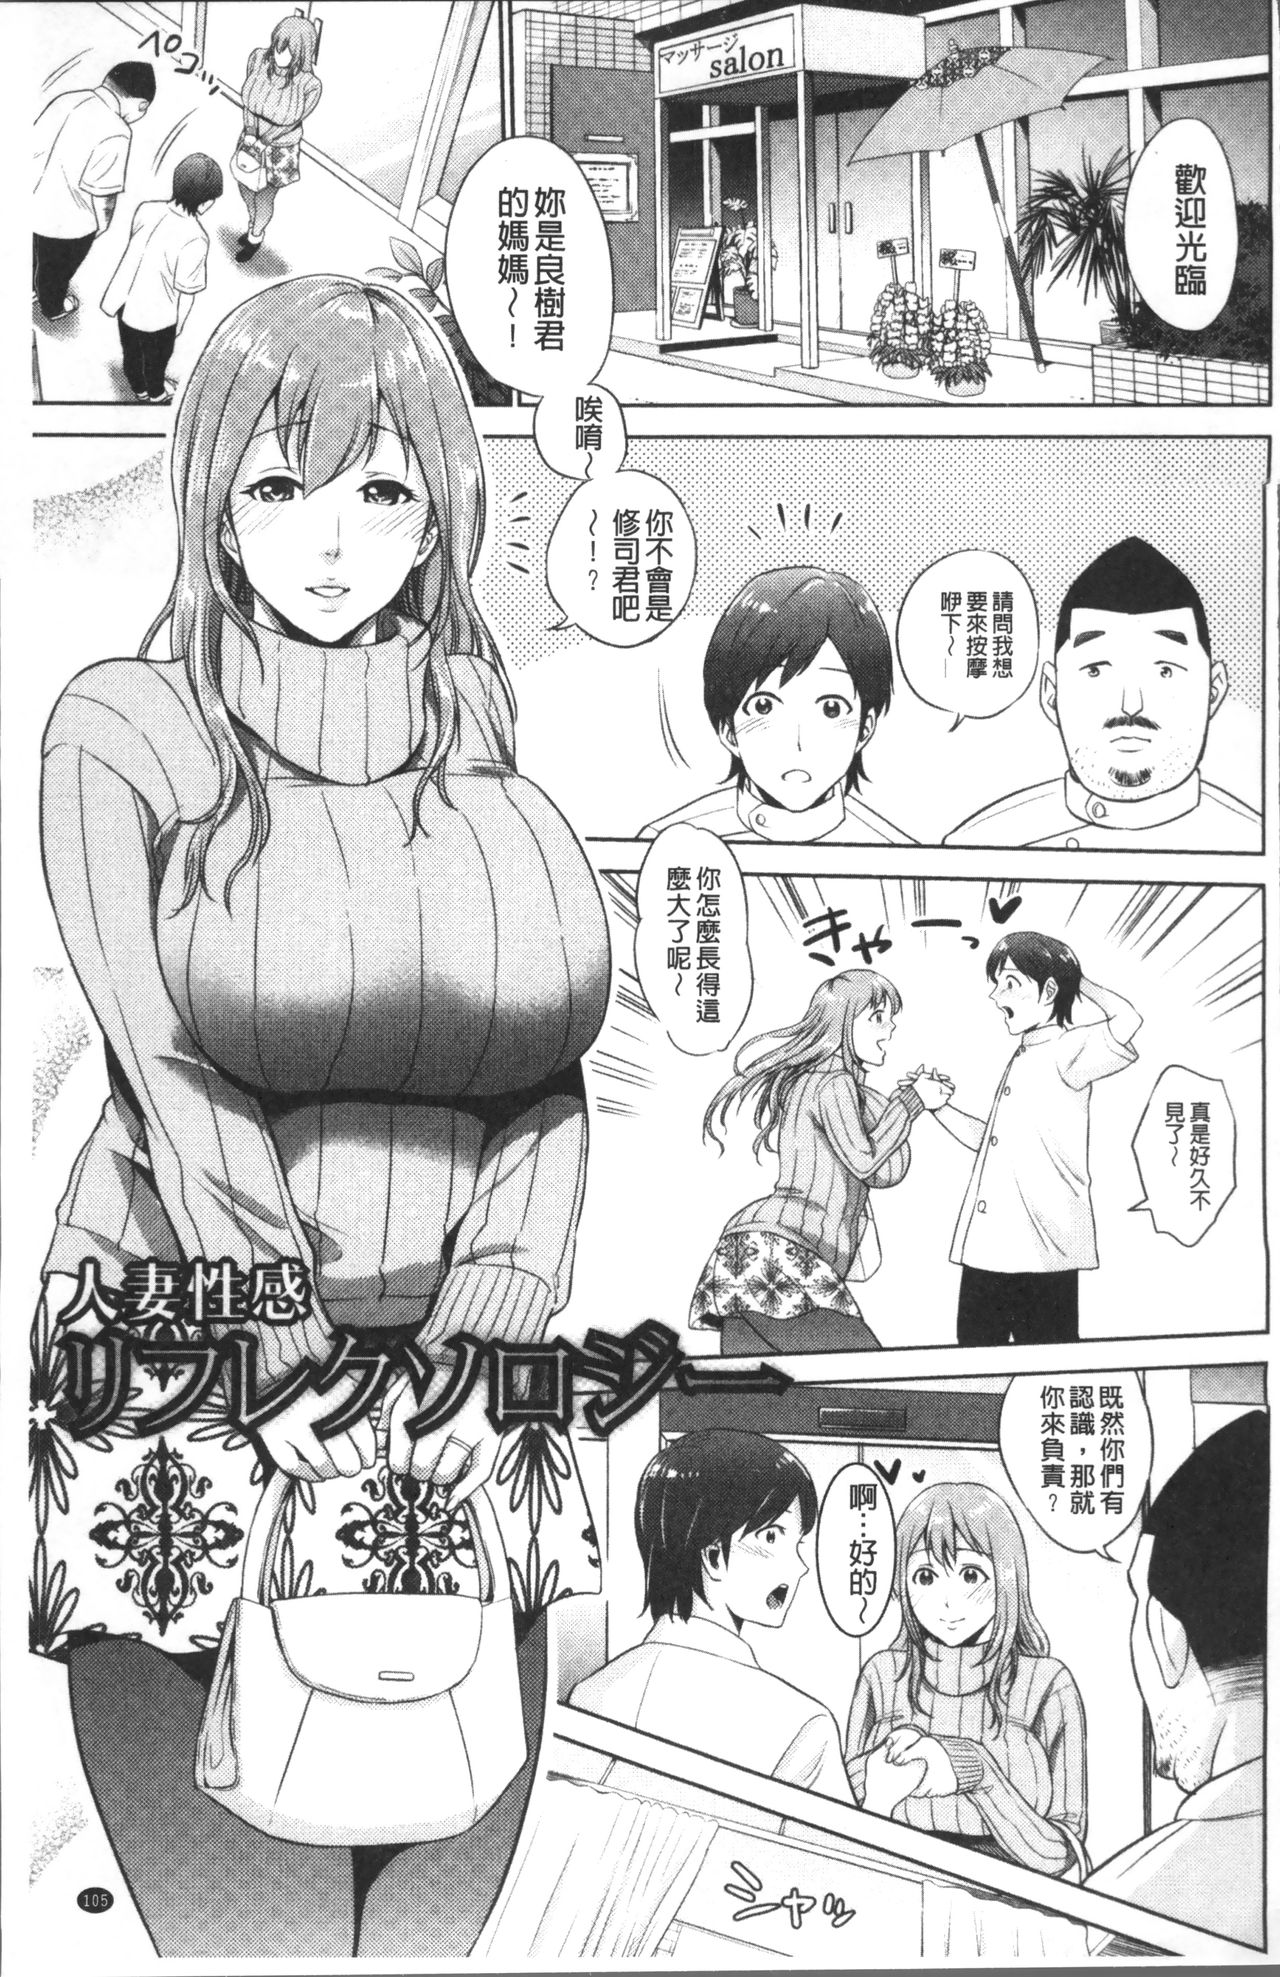 マッサージ
salon
歡迎光臨
ペコッ
請問我想
要來按摩
咿下~
唉唷~
你不會是
修司君吧
~!?
妳是良樹君
的媽媽~!
きゃーっ♥
你怎麼長得這
麼大了呢~
真是好久不
見了~
既然你們有
認識,那就
你來負責?
啊…好的~
シャッ
人妻性感
リフレクソロジー
105